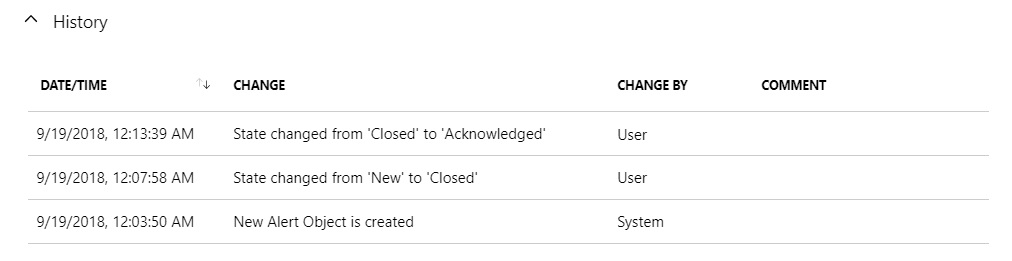 History
DATE/TIME CHANGE CHANGE BY COMMENT
9/19/2018, 12:13:39 AM State changed from 'Closed' to 'Acknowledged' User
9/19/2018, 12:07:58 AM State changed from 'New' to 'Closed' User
9/19/2018, 12:03:50 AM New Alert Object is created System